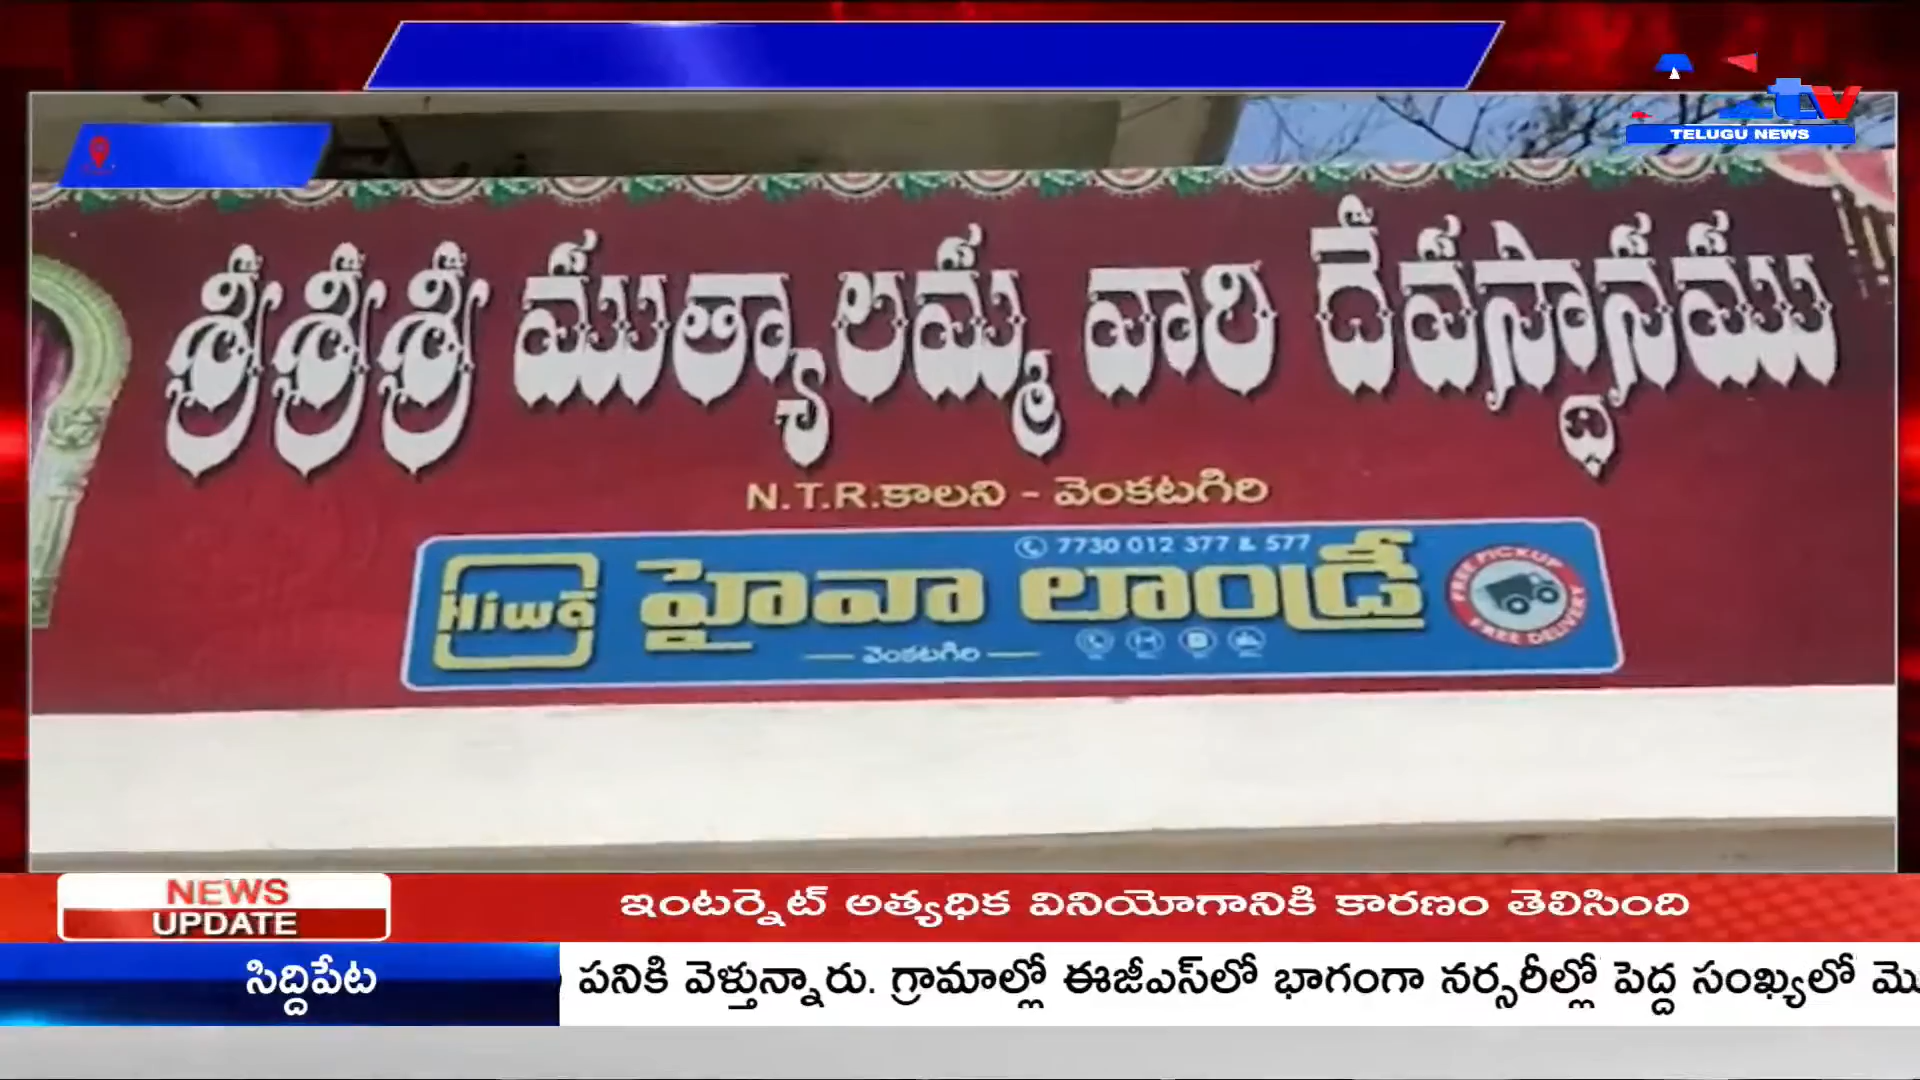 tv
TELUGU NEWS
శ్రీశ్రీశ్రీ ముత్యాలమ్మ వారి దేవస్థానము
N.T.R.కాలని - వెంకటగిరి
7730 012 377 & 577
Hiwa హైవా లాండ్రీ
FREE PICKUP
FREE DELIVERY
వెంకటగిరి
NEWS
UPDATE
ఇంటర్నెట్ అత్యధిక వినియోగానికి కారణం తెలిసింది
సిద్దిపేట
పనికి వెళ్తున్నారు. గ్రామాల్లో ఈజీఎస్‌లో భాగంగా నర్సరీల్లో పెద్ద సంఖ్యలో